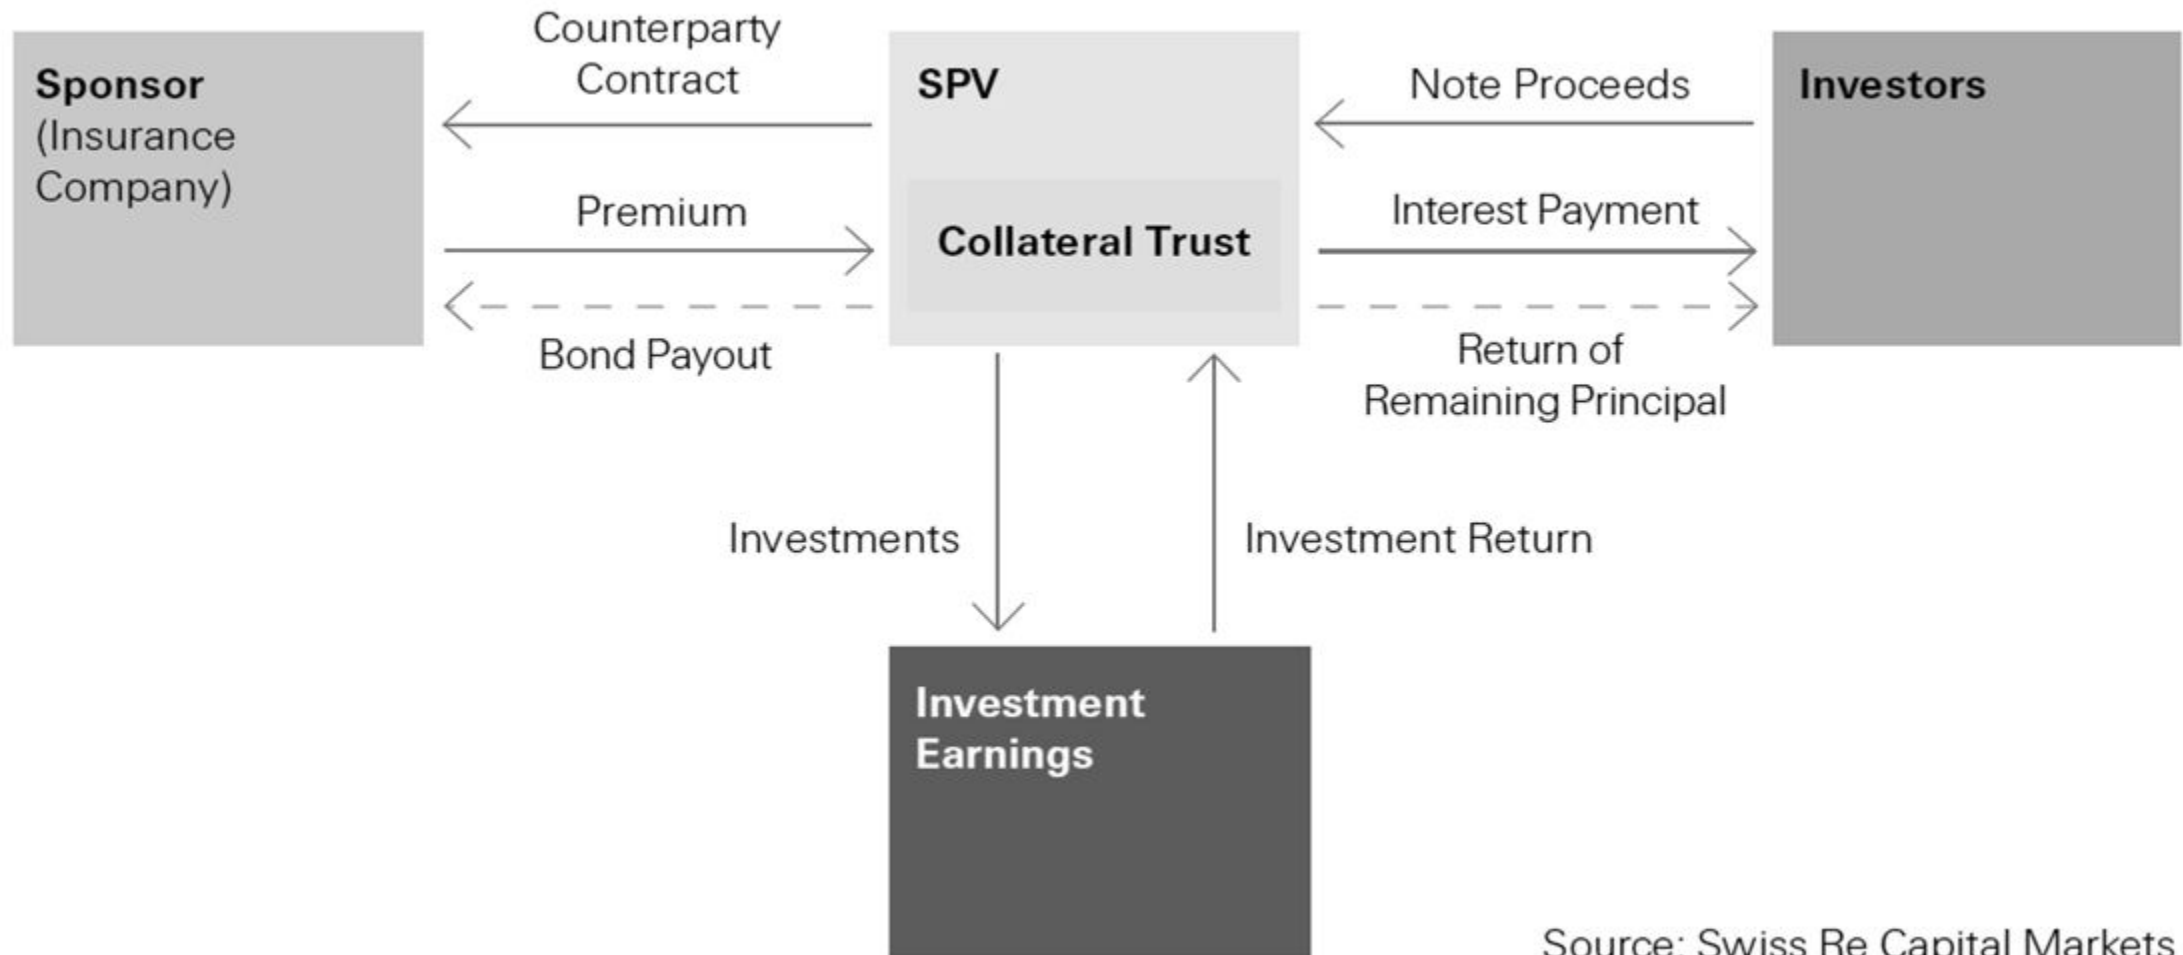 Sponsor
(Insurance
Company)
Counterparty
Contract
Premium
Bond Payout
SPV
Collateral Trust
Note Proceeds
Interest Payment
Return of
Remaining Principal
Investors
Investments
Investment Return
Investment
Earnings
Source: Swiss Re Capital Markets